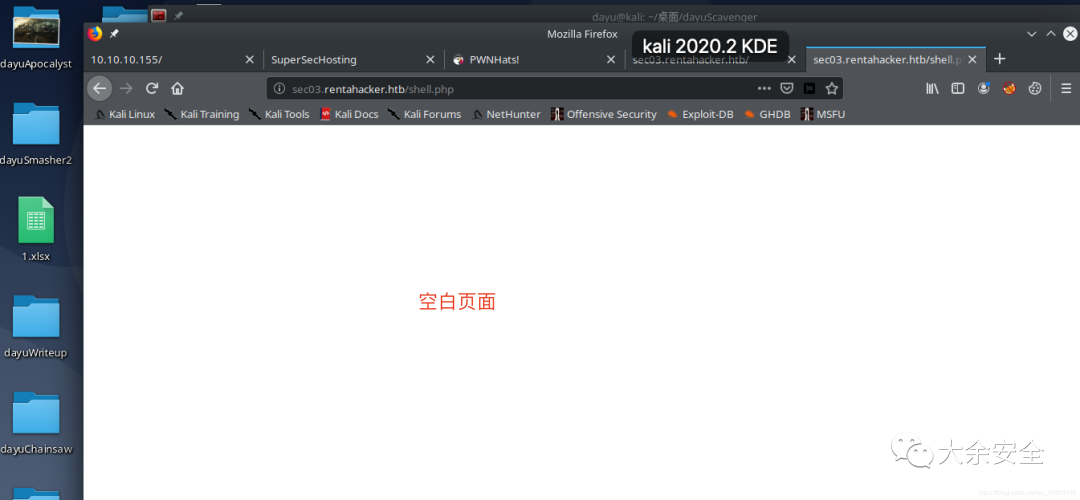 dayu@kali: ~/桌面/dayuScavenger
Mozilla Firefox
kali 2020.2 KDE
10.10.10.155/
SuperSecHosting
PWNHats!
sec03.rentahacker.htb/
sec03.rentahacker.htb/shell.p
sec03.rentahacker.htb/shell.php
Kali Linux
Kali Training
Kali Tools
Kali Docs
Kali Forums
NetHunter
Offensive Security
Exploit-DB
GHDB
MSFU
dayuApocalyst
dayuSmasher2
1.xlsx
dayuWriteup
dayuChainsaw
空白页面
大余安全